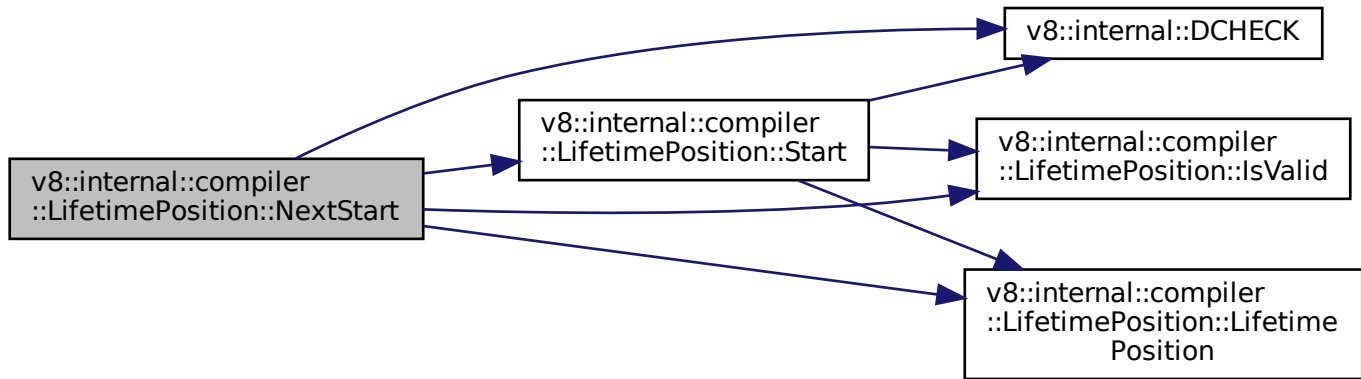 v8::internal::DCHECK
v8::internal::compiler
::LifetimePosition::Start
v8::internal::compiler
::LifetimePosition::IsValid
v8::internal::compiler
::LifetimePosition::NextStart
v8::internal::compiler
::LifetimePosition::Lifetime
Position